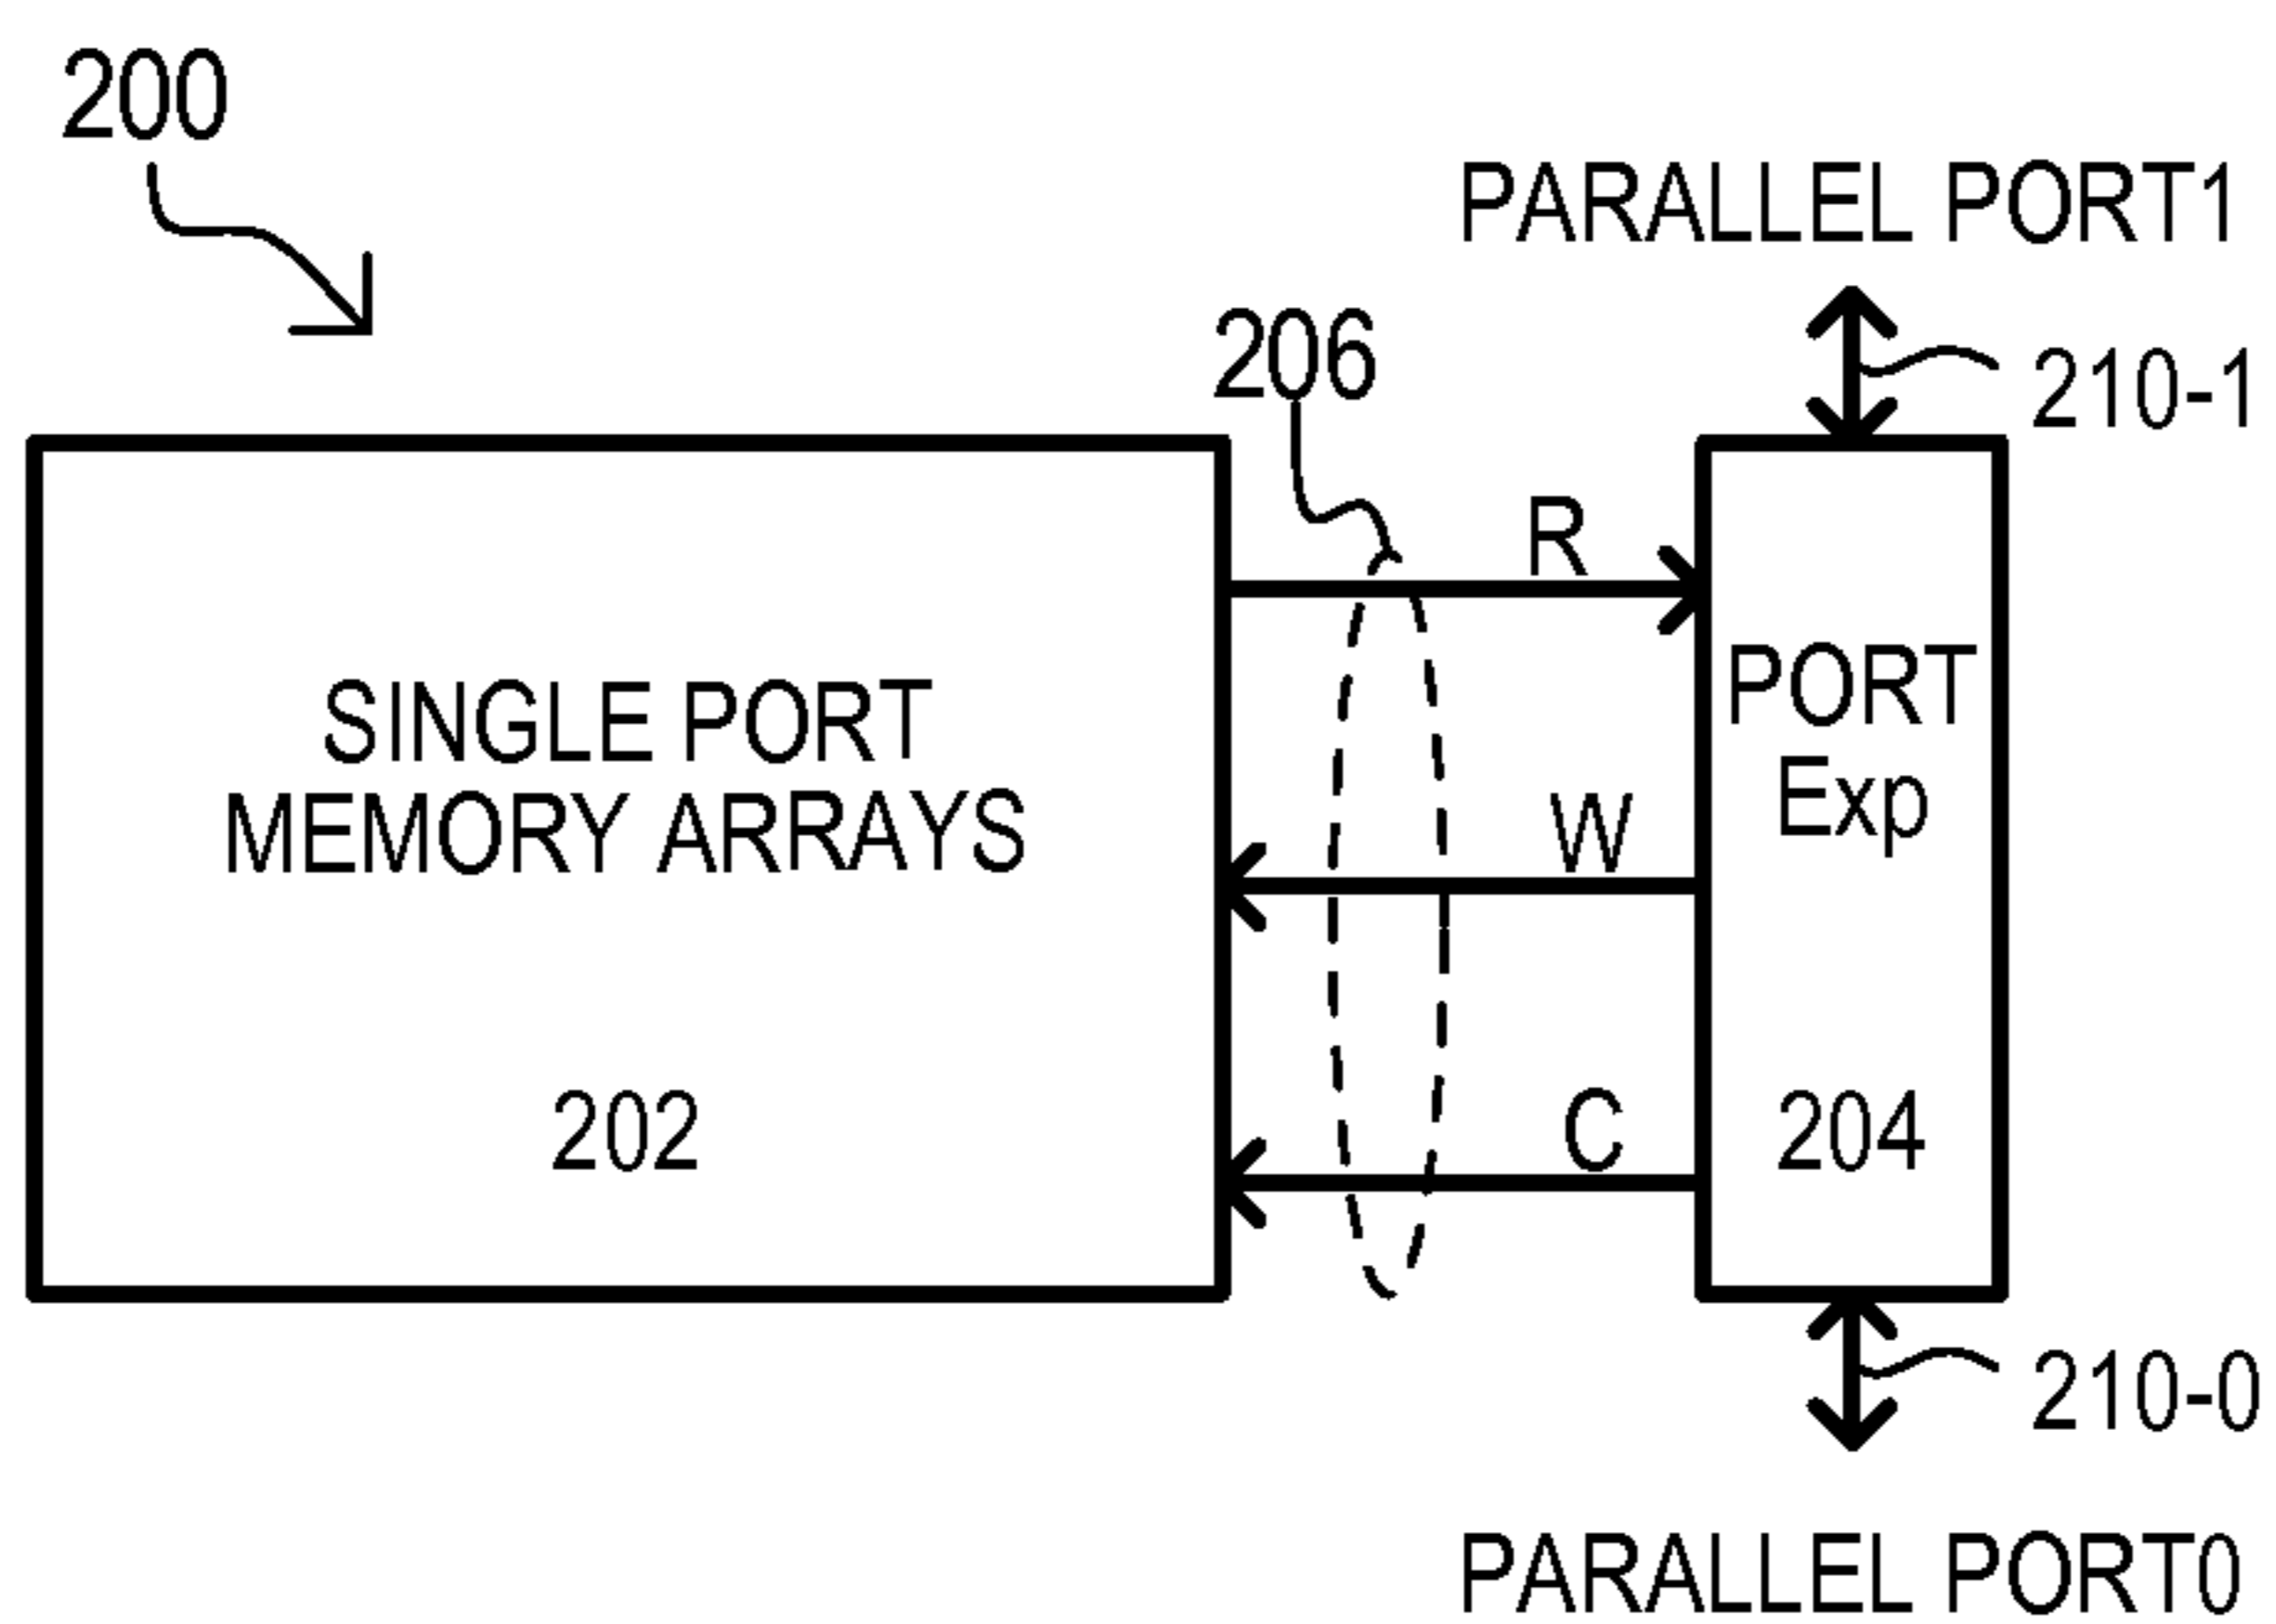 200
PARALLEL PORT1
206
210-1
R
SINGLE PORT
MEMORY ARRAYS
202
W
C
PORT
Exp
204
210-0
PARALLEL PORT0